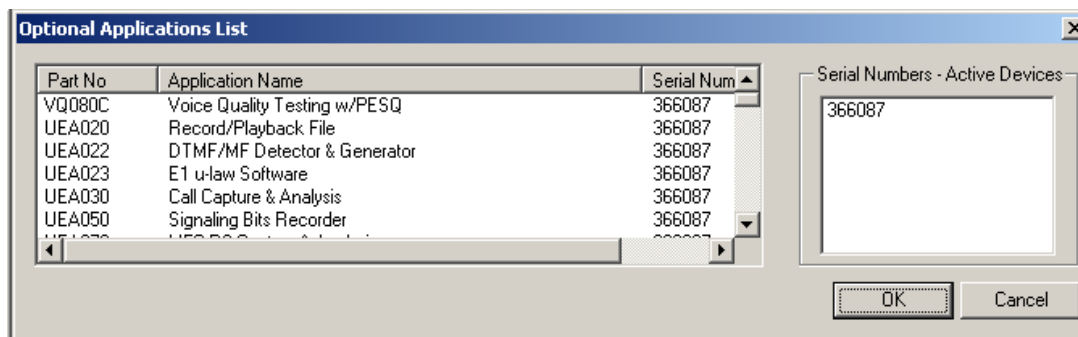 Optional Applications List
Part No Application Name Serial Num
VQ080C Voice Quality Testing w/PESQ 366087
UEA020 Record/Playback File 366087
UEA022 DTMF/MF Detector & Generator 366087
UEA023 E1 u-law Software 366087
UEA030 Call Capture & Analysis 366087
UEA050 Signaling Bits Recorder 366087
Serial Numbers - Active Devices
366087
OK Cancel